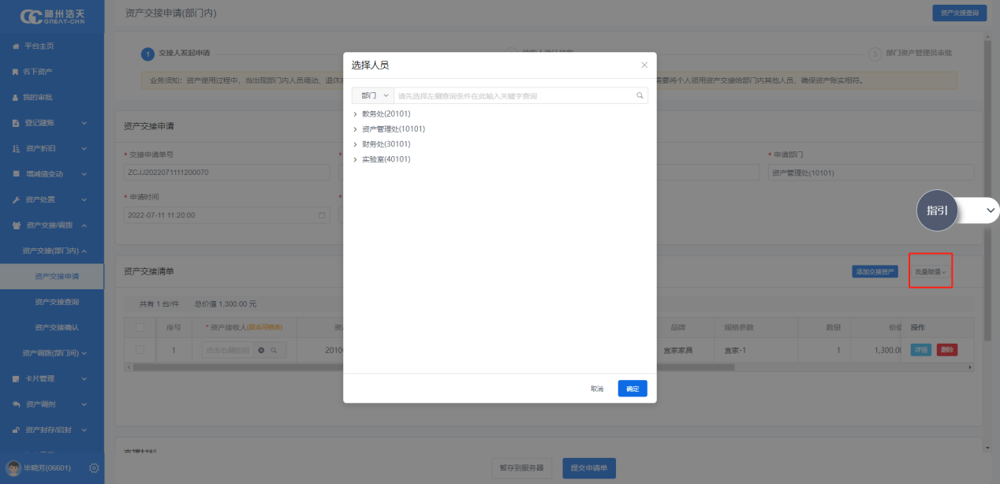 神州浩天
GREAT-CHN
平台主页
名下资产
我的审批
登记建账
资产折旧
增减值变动
资产处置
资产交接/调拨
资产交接(部门内)
资产交接申请
资产交接查询
资产交接确认
资产调拨(部门间)
卡片管理
资产调剂
资产封存/启封
毕晓芳(06601)
资产交接申请(部门内)
资产交接查询
1 交接人发起申请
3 部门资产管理员审批
业务须知：资产使用过程中，当出现部门内人员调动、退休
需要将个人领用资产交接给部门内其他人员，确保资产账实相符。
资产交接申请
* 交接申请单号
ZCJJ2022071111200070
* 申请部门
资产管理处(10101)
* 申请时间
2022-07-11 11:20:00
资产交接清单
添加交接资产
批量赋值
共有 1 台/件 总价值 1,300.00 元
序号 * 资产接收人(双击可修改) 资 品牌 规格参数 数量 价值 操作
1 点击右侧按钮 2010 宜家家具 宜家-1 1 1,300.00 详情 删除
支撑材料
暂存到服务器
提交申请单
选择人员
部门 请先选择左侧查询条件在此输入关键字查询
教务处(20101)
资产管理处(10101)
财务处(30101)
实验室(40101)
取消
确定
指引